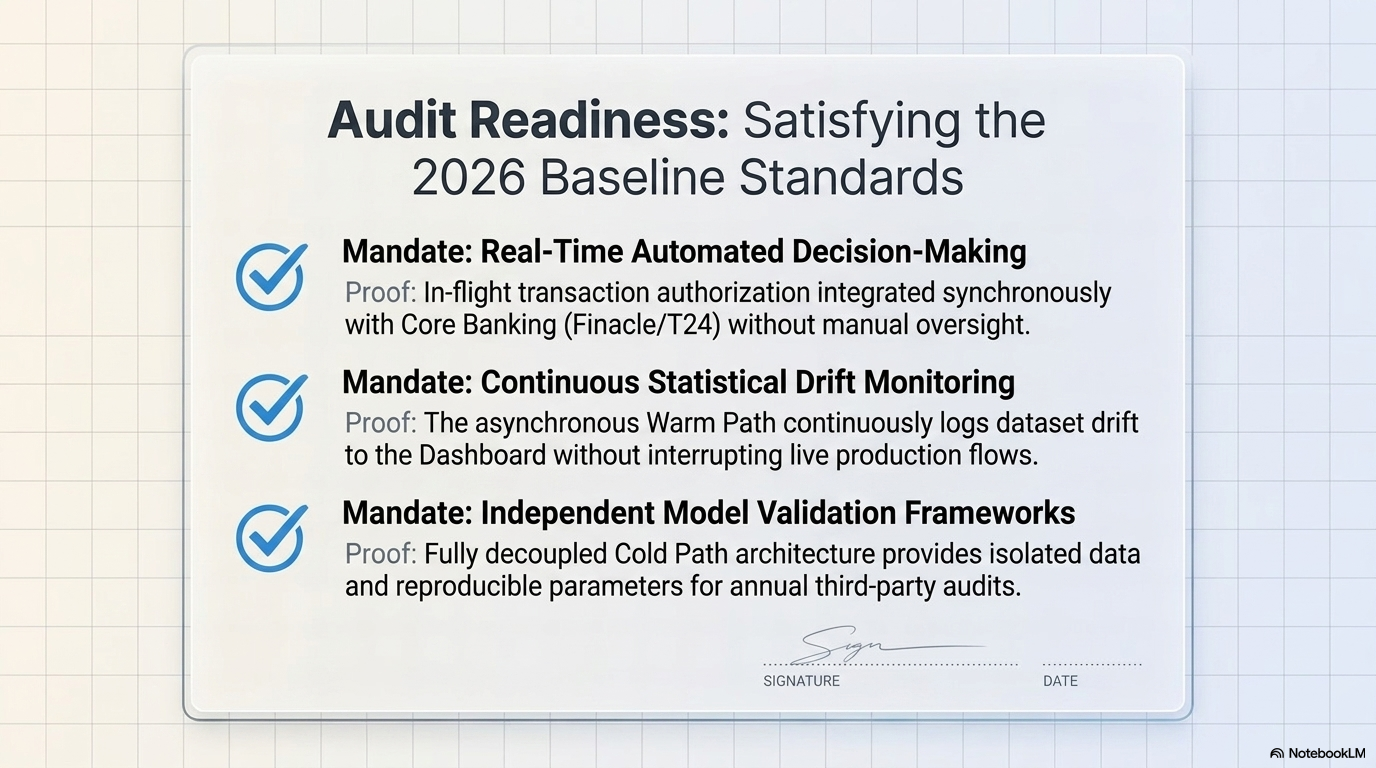 Audit Readiness: Satisfying the
2026 Baseline Standards
Mandate: Real-Time Automated Decision-Making
Proof: In-flight transaction authorization integrated synchronously
with Core Banking (Finacle/T24) without manual oversight.
Mandate: Continuous Statistical Drift Monitoring
Proof: The asynchronous Warm Path continuously logs dataset drift
to the Dashboard without interrupting live production flows.
Mandate: Independent Model Validation Frameworks
Proof: Fully decoupled Cold Path architecture provides isolated data
and reproducible parameters for annual third-party audits.
Sign
SIGNATURE
DATE
NotebookLM